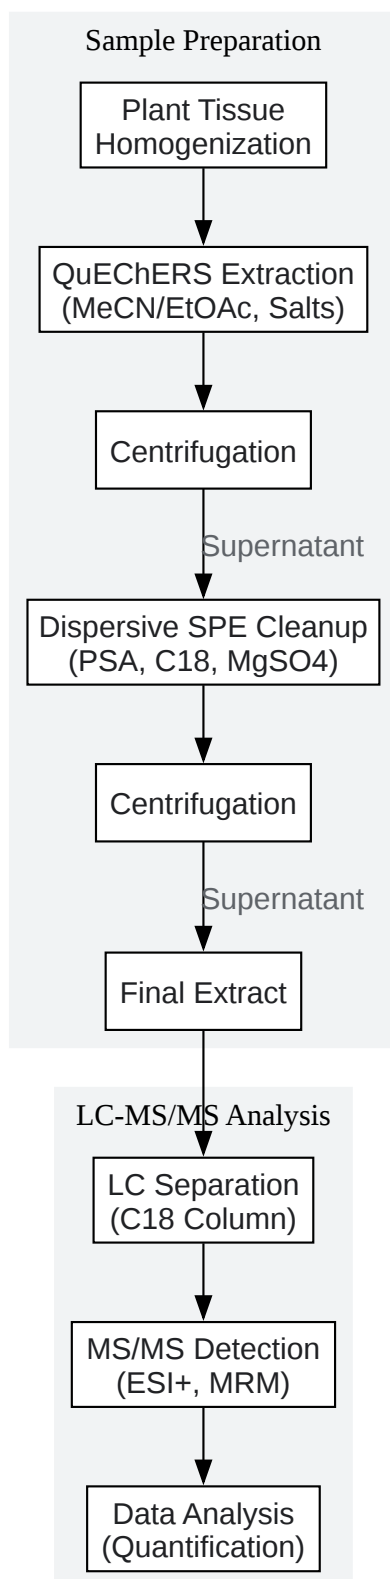 Sample Preparation
Plant Tissue
Homogenization
QuEChERS Extraction
(MeCN/EtOAc, Salts)
Centrifugation
Supernatant
Dispersive SPE Cleanup
(PSA, C18, MgSO4)
Centrifugation
Supernatant
Final Extract
LC-MS/MS Analysis
LC Separation
(C18 Column)
MS/MS Detection
(ESI+, MRM)
Data Analysis
(Quantification)